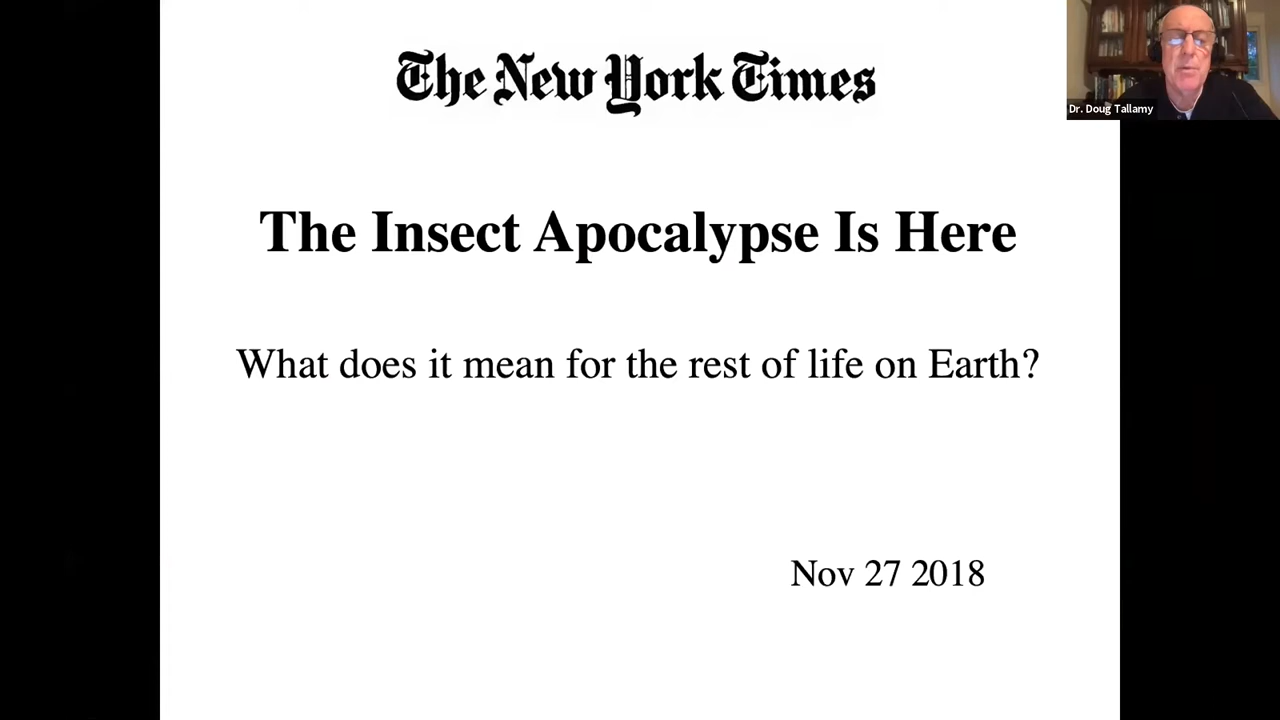 The New York Times
Dr. Doug Tallamy
The Insect Apocalypse Is Here
What does it mean for the rest of life on Earth?
Nov 27 2018